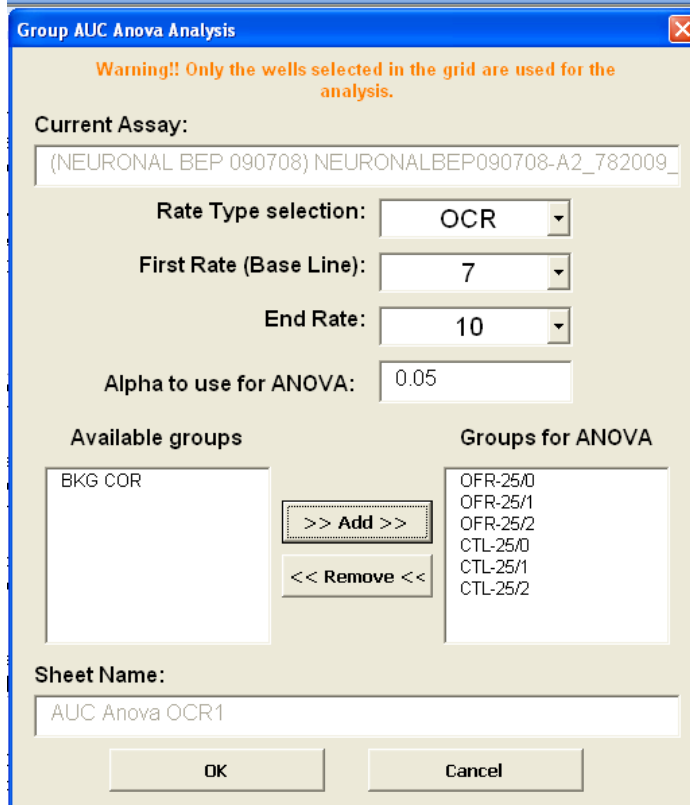 Group AUC Anova Analysis
Warning!! Only the wells selected in the grid are used for the
analysis.
Current Assay:
(NEURONAL BEP 090708) NEURONALBEP090708-A2_782009_
Rate Type selection:
OCR
First Rate (Base Line):
7
End Rate:
10
Alpha to use for ANOVA:
0.05
Available groups
BKG COR
>> Add >>
<< Remove <<
Groups for ANOVA
OFR-25/0
OFR-25/1
OFR-25/2
CTL-25/0
CTL-25/1
CTL-25/2
Sheet Name:
AUC Anova OCR1
OK
Cancel